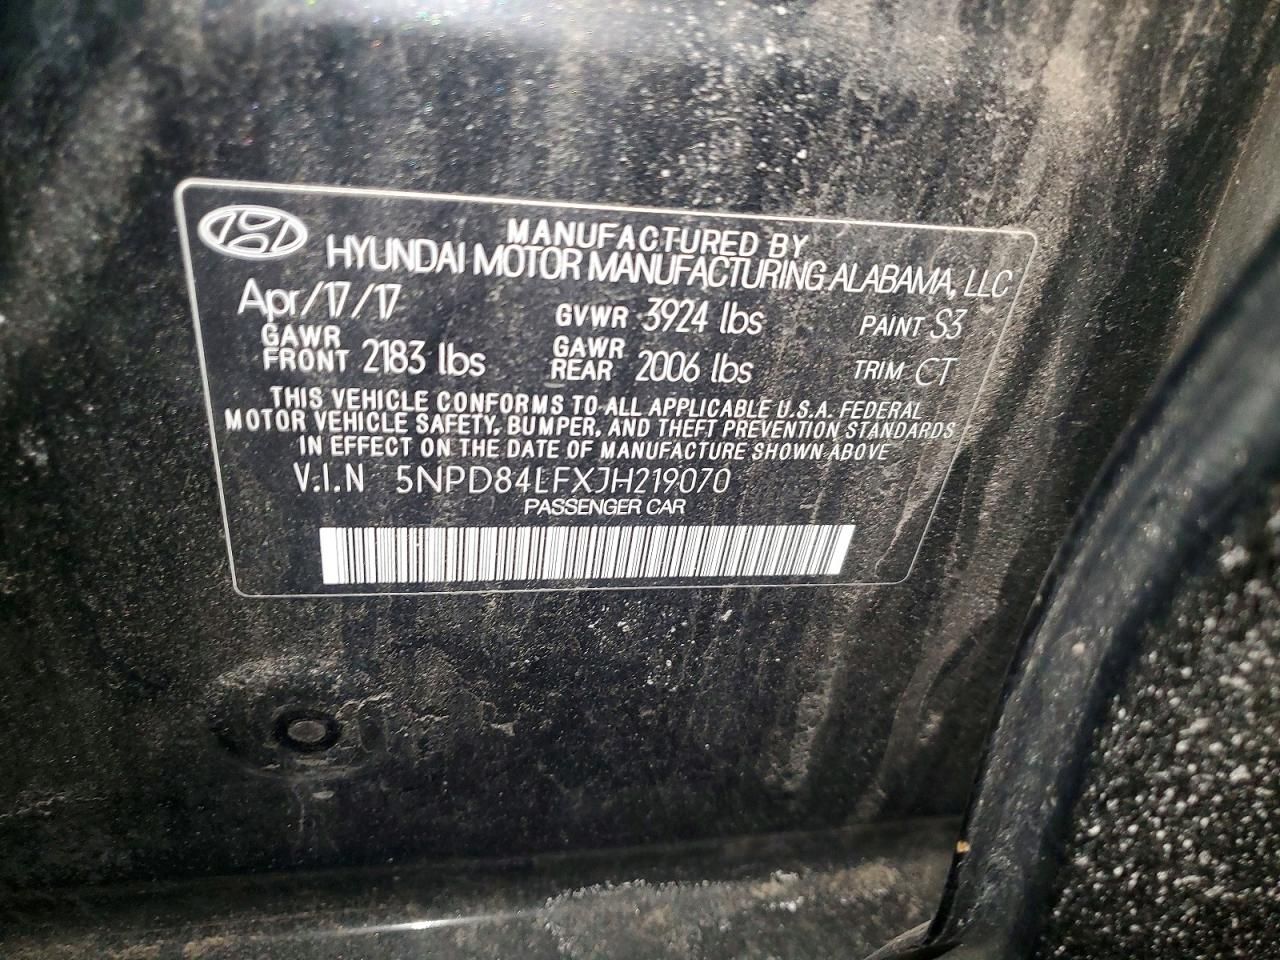 MANUFACTURED BY
HYUNDAI MOTOR MANUFACTURING ALABAMA, LLC
Apr/17/17 GVWR 3924 lbs PAINT S3
GAWR FRONT 2183 lbs GAWR REAR 2006 lbs TRIM CT
THIS VEHICLE CONFORMS TO ALL APPLICABLE U.S.A. FEDERAL
MOTOR VEHICLE SAFETY, BUMPER, AND THEFT PREVENTION STANDARDS
IN EFFECT ON THE DATE OF MANUFACTURE SHOWN ABOVE
V.I.N 5NPD84LFXJH219070
PASSENGER CAR